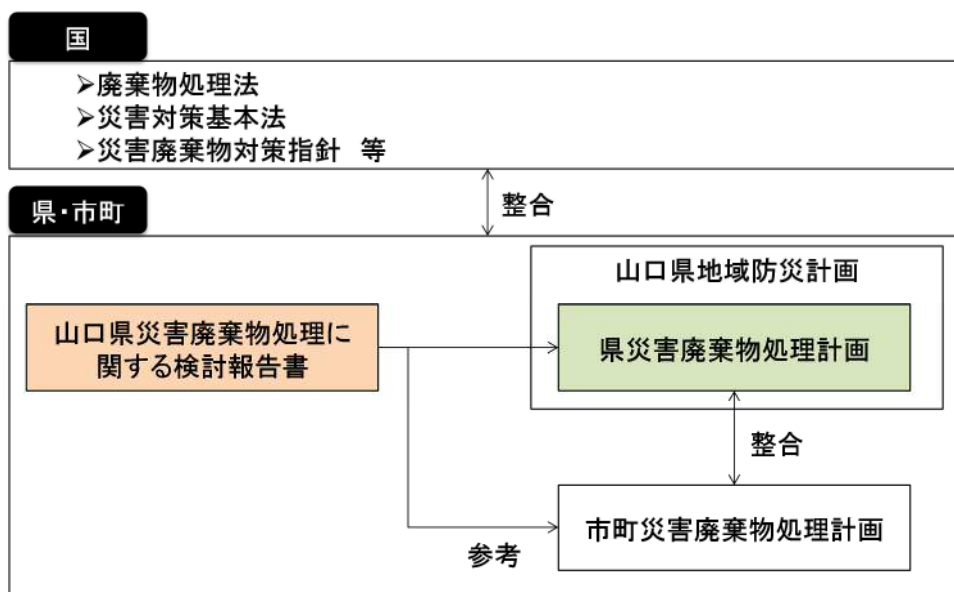 国
➢廃棄物処理法
➢災害対策基本法
➢災害廃棄物対策指針　等
整合
県・市町
山口県地域防災計画
山口県災害廃棄物処理に
関する検討報告書
県災害廃棄物処理計画
整合
市町災害廃棄物処理計画
参考